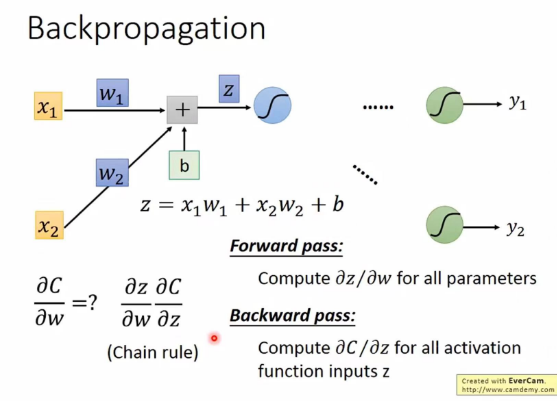 Backpropagation
x₁ w₁ + z …… y₁
w₂ b
x₂ …… y₂
z = x₁w₁ + x₂w₂ + b
Forward pass:
Compute ∂z/∂w for all parameters
∂C/∂w =? ∂z/∂w ∂C/∂z
(Chain rule)
Backward pass:
Compute ∂C/∂z for all activation
function inputs z
Created with EverCam.
http://www.camdemy.com